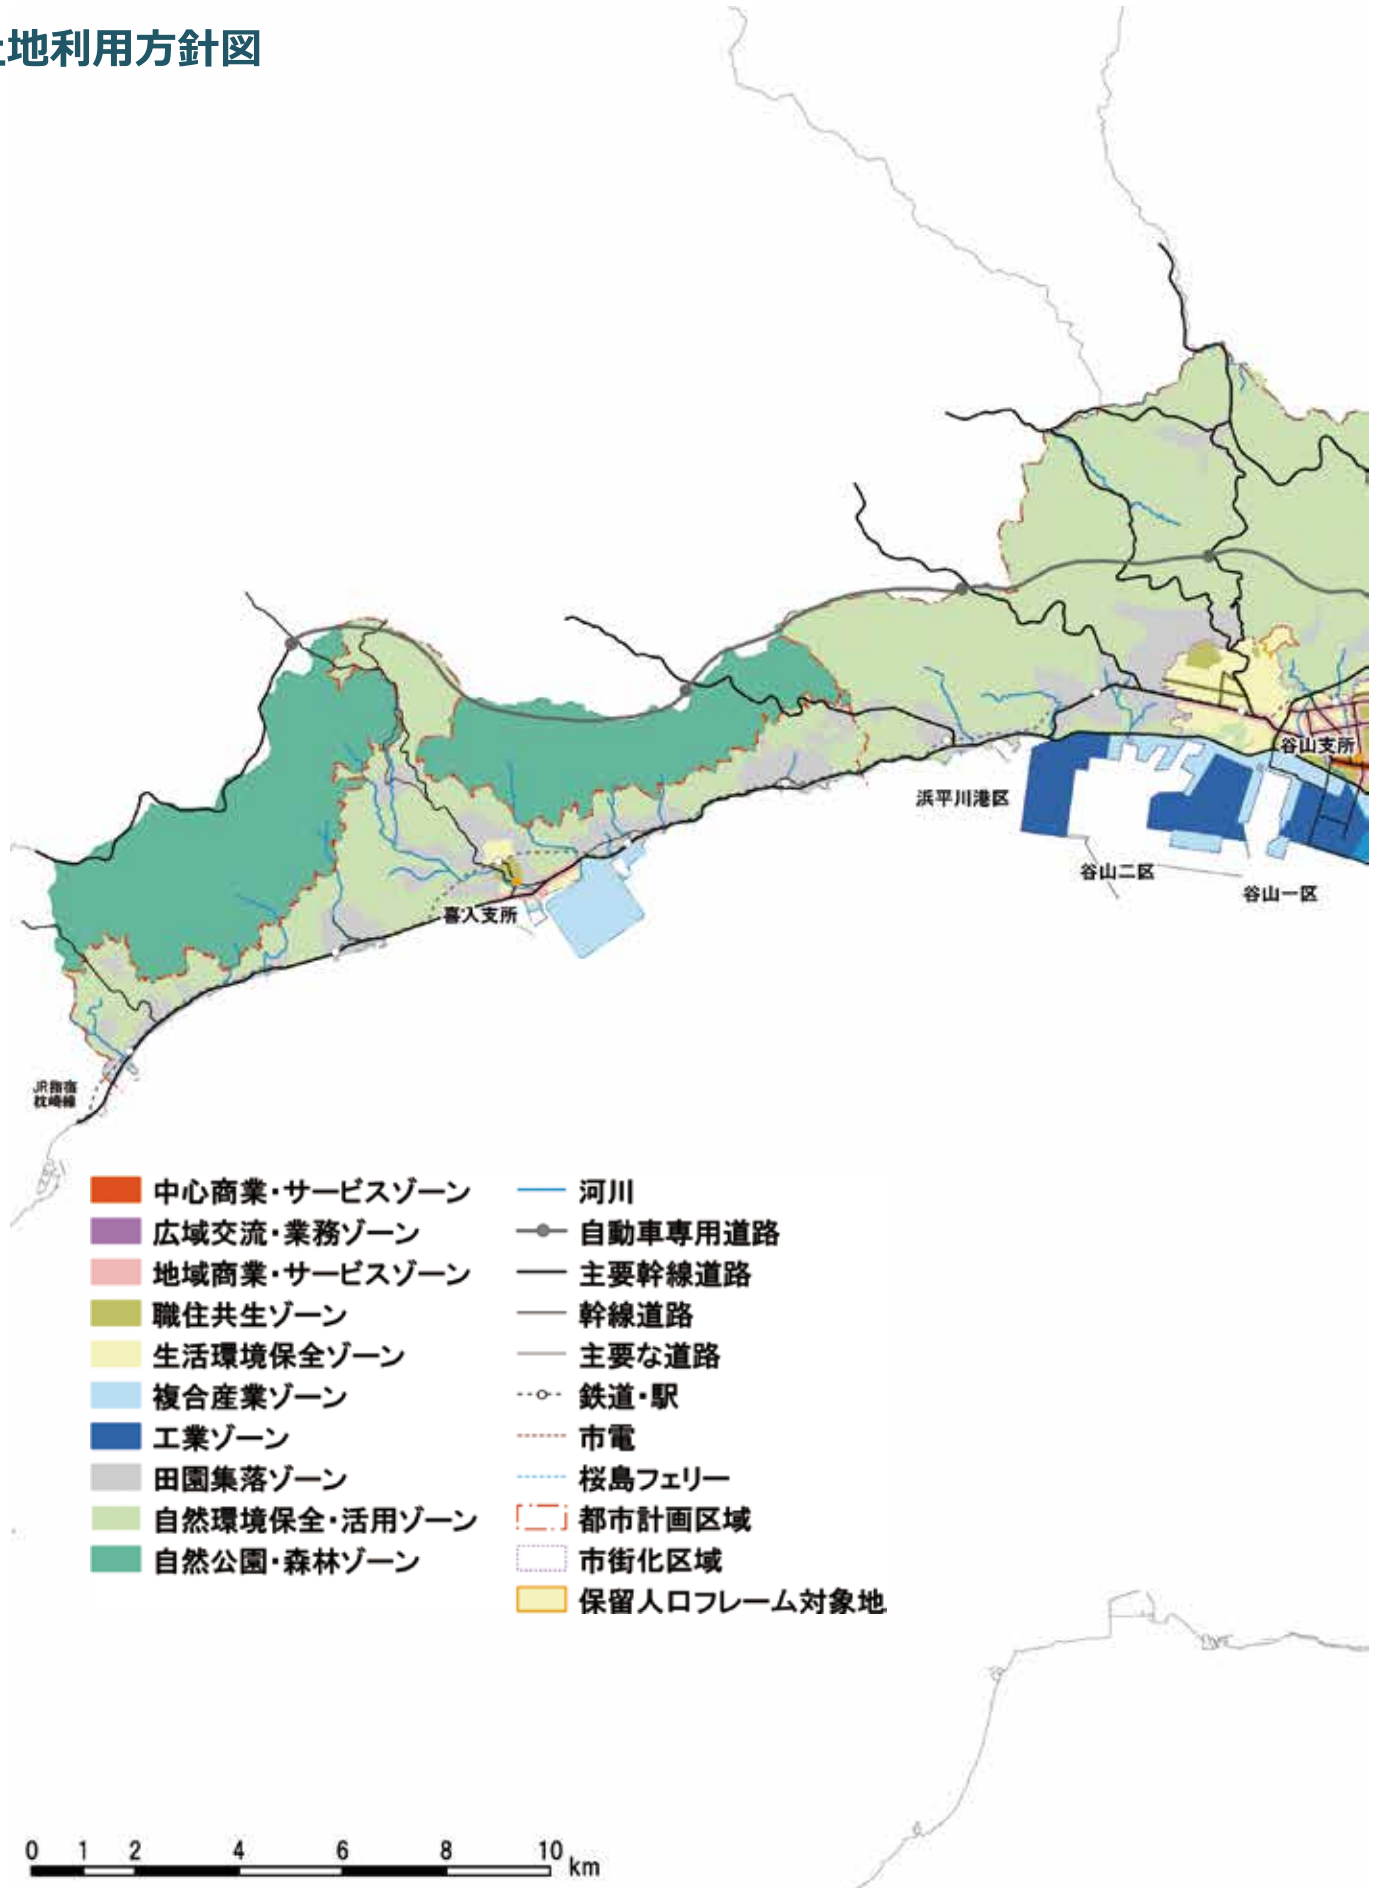 土地利用方針図
谷山支所
浜平川港区
谷山二区
谷山一区
喜入支所
JR指宿
枕崎線
中心商業・サービスゾーン
広域交流・業務ゾーン
地域商業・サービスゾーン
職住共生ゾーン
生活環境保全ゾーン
複合産業ゾーン
工業ゾーン
田園集落ゾーン
自然環境保全・活用ゾーン
自然公園・森林ゾーン
河川
自動車専用道路
主要幹線道路
幹線道路
主要な道路
鉄道・駅
市電
桜島フェリー
都市計画区域
市街化区域
保留人口フレーム対象地
0 1 2 4 6 8 10 km